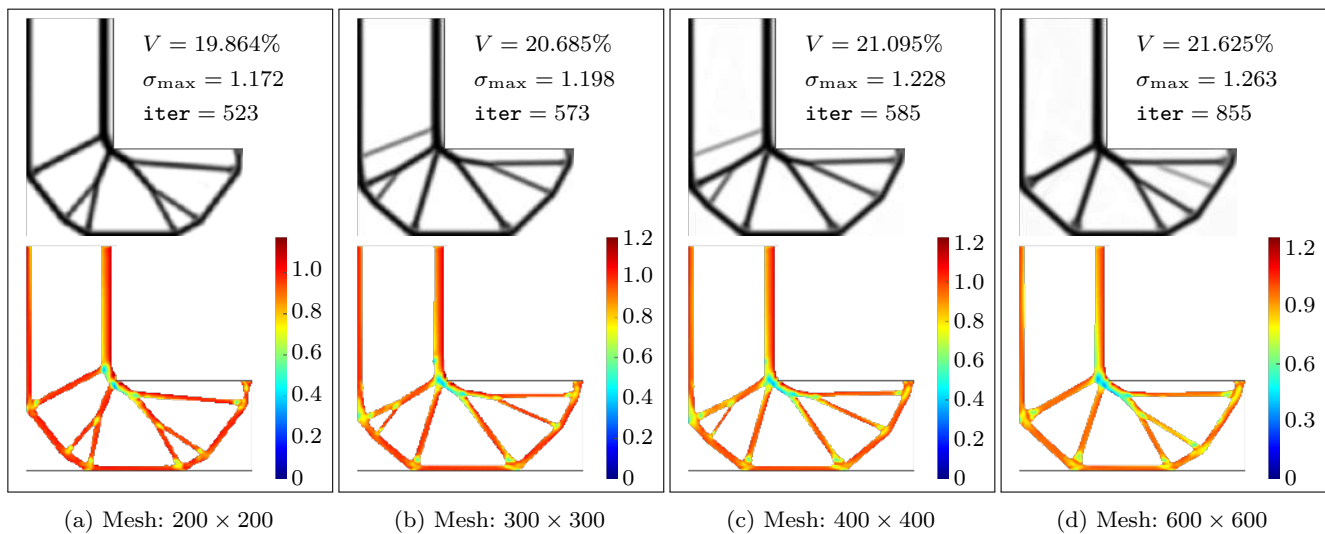 V = 19.864%
σmax = 1.172
iter = 523
1.0
0.8
0.6
0.4
0.2
0
(a) Mesh: 200 × 200
V = 20.685%
σmax = 1.198
iter = 573
1.2
1.0
0.8
0.6
0.4
0.2
0
(b) Mesh: 300 × 300
V = 21.095%
σmax = 1.228
iter = 585
1.2
1.0
0.8
0.6
0.4
0.2
0
(c) Mesh: 400 × 400
V = 21.625%
σmax = 1.263
iter = 855
1.2
0.9
0.6
0.3
0
(d) Mesh: 600 × 600